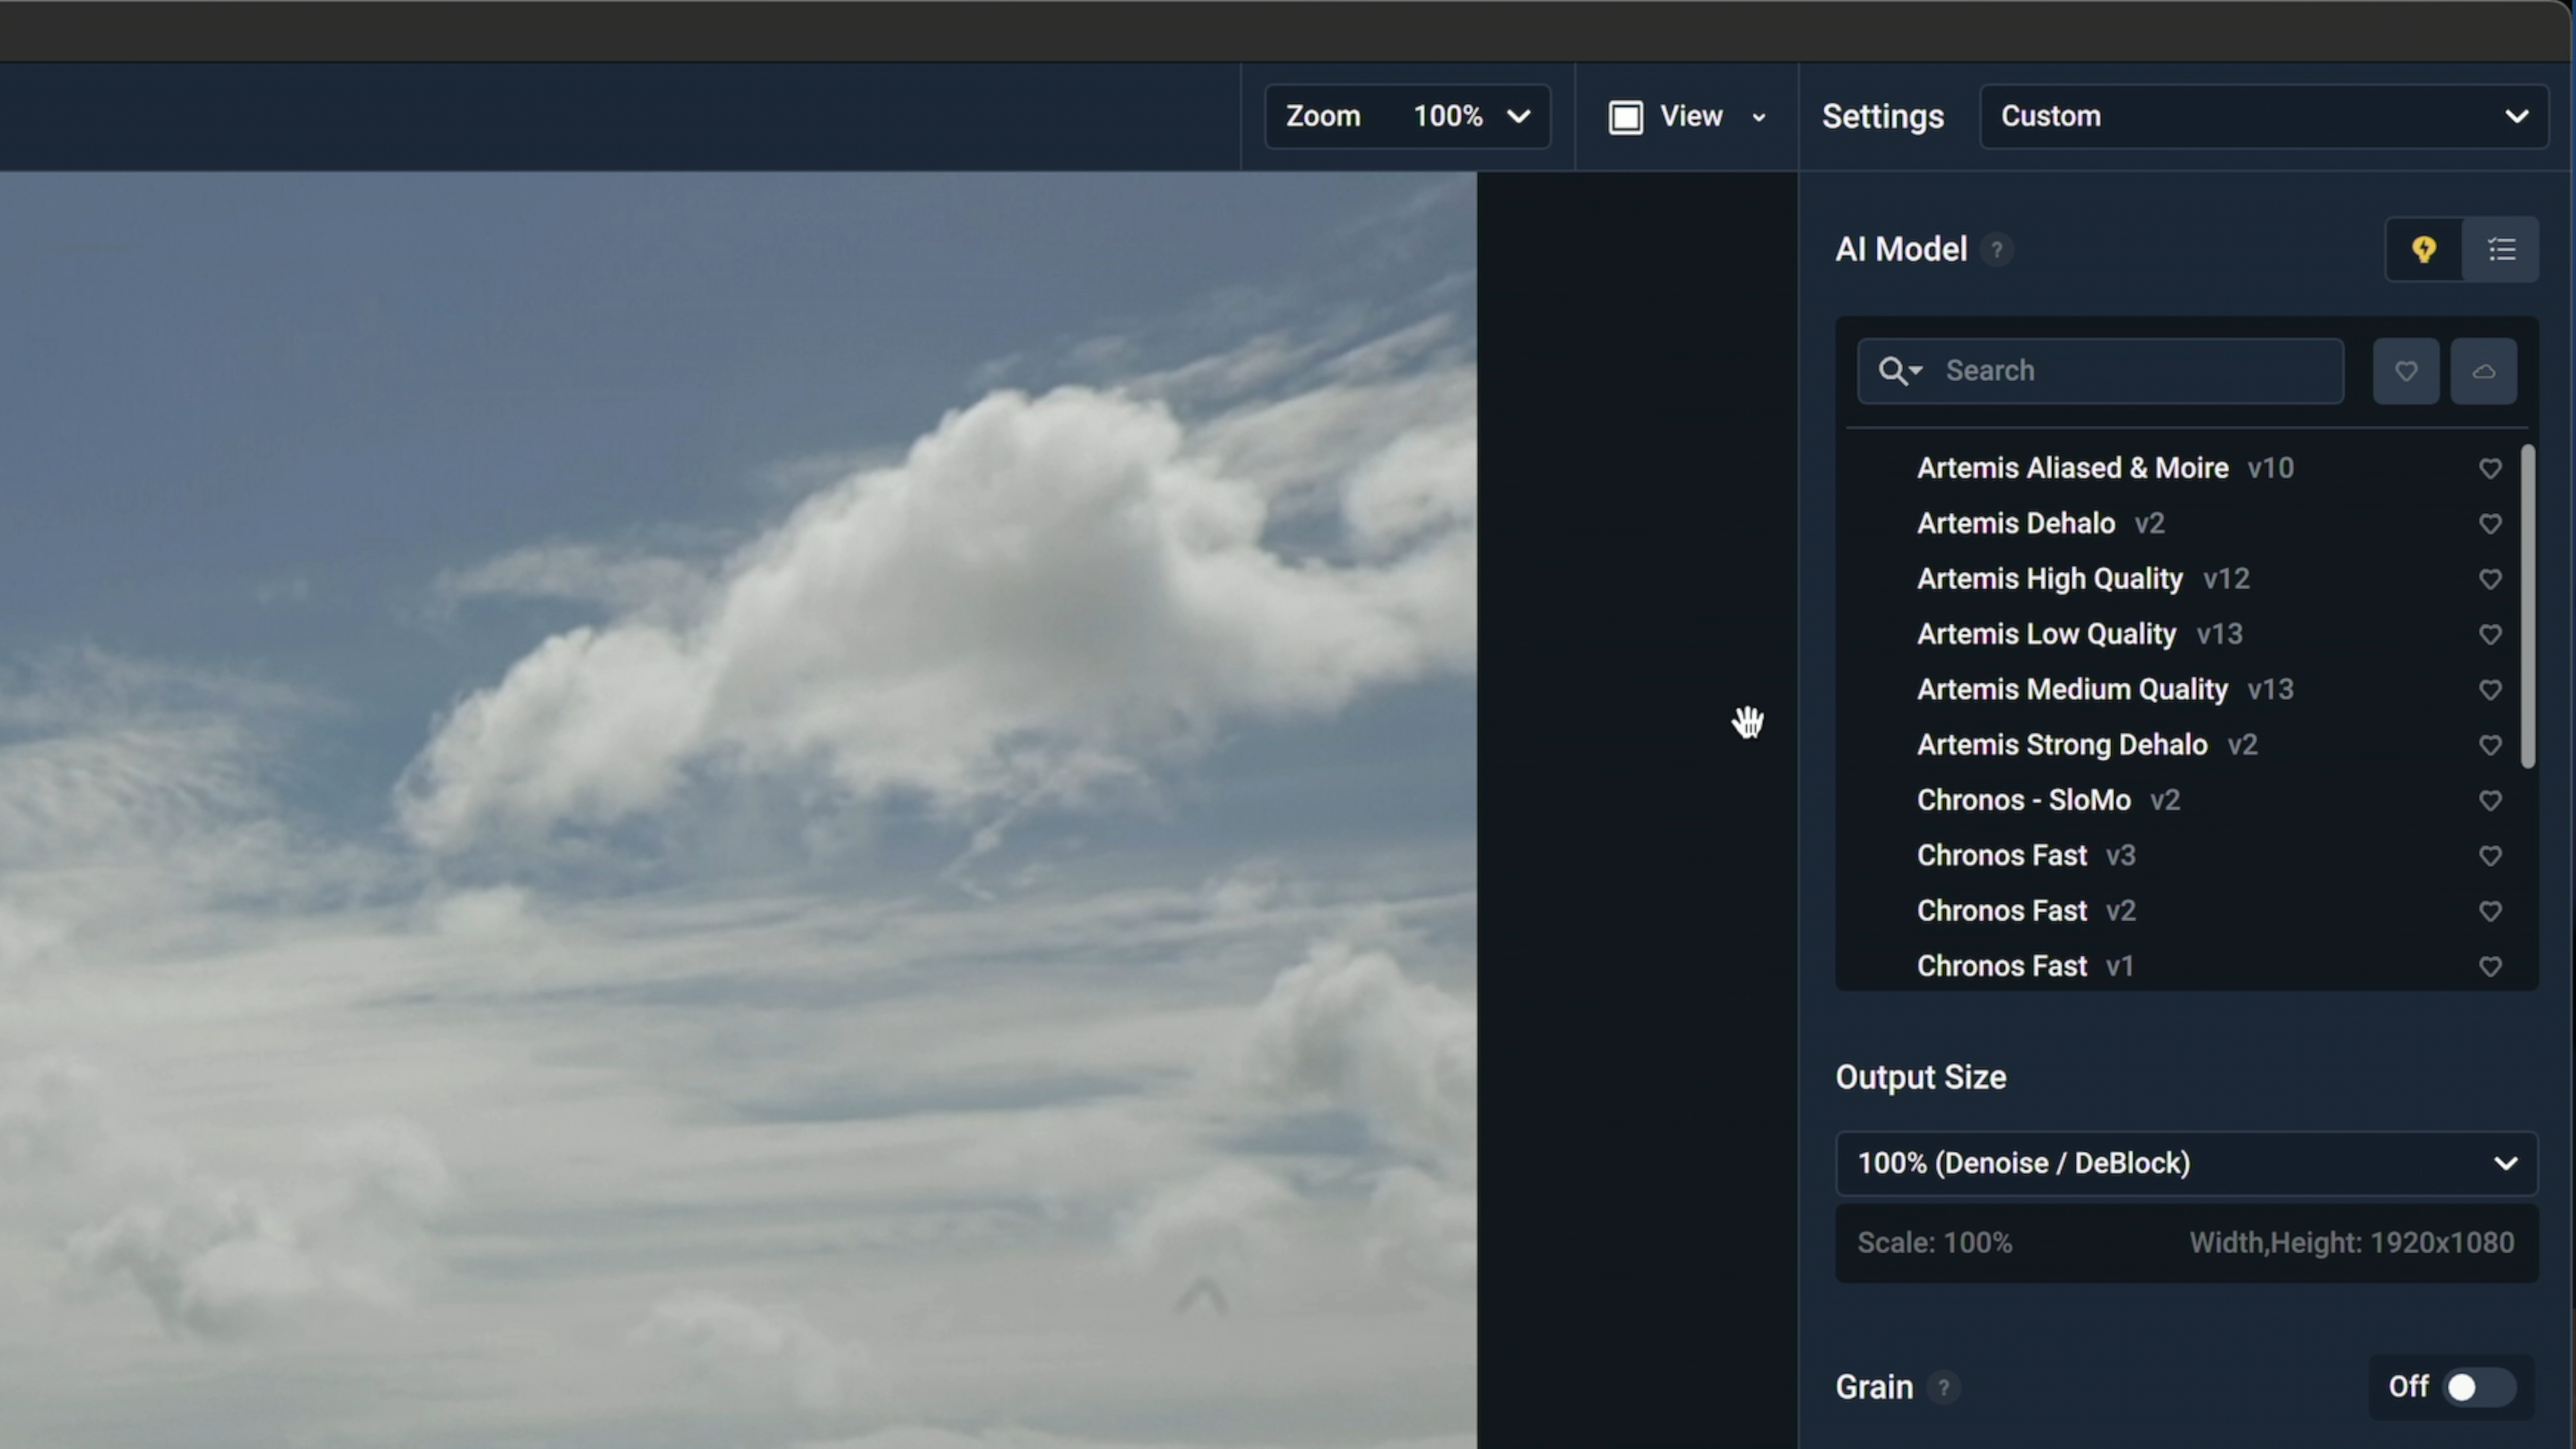 Zoom 100%
View
Settings Custom
AI Model ?
Search
Artemis Aliased & Moire v10
Artemis Dehalo v2
Artemis High Quality v12
Artemis Low Quality v13
Artemis Medium Quality v13
Artemis Strong Dehalo v2
Chronos - SloMo v2
Chronos Fast v3
Chronos Fast v2
Chronos Fast v1
Output Size
100% (Denoise / DeBlock)
Scale: 100% Width,Height: 1920x1080
Grain ? Off